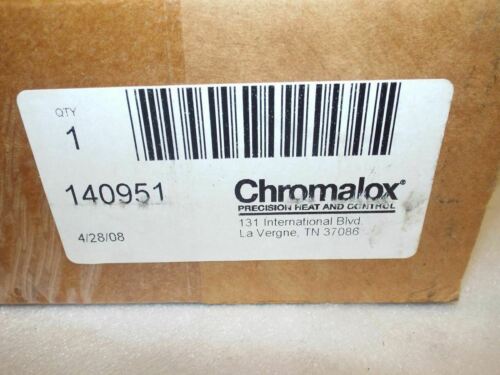 QTY
1
140951
Chromalox®
PRECISION HEAT AND CONTROL
131 International Blvd.
La Vergne, TN 37086
4/28/08